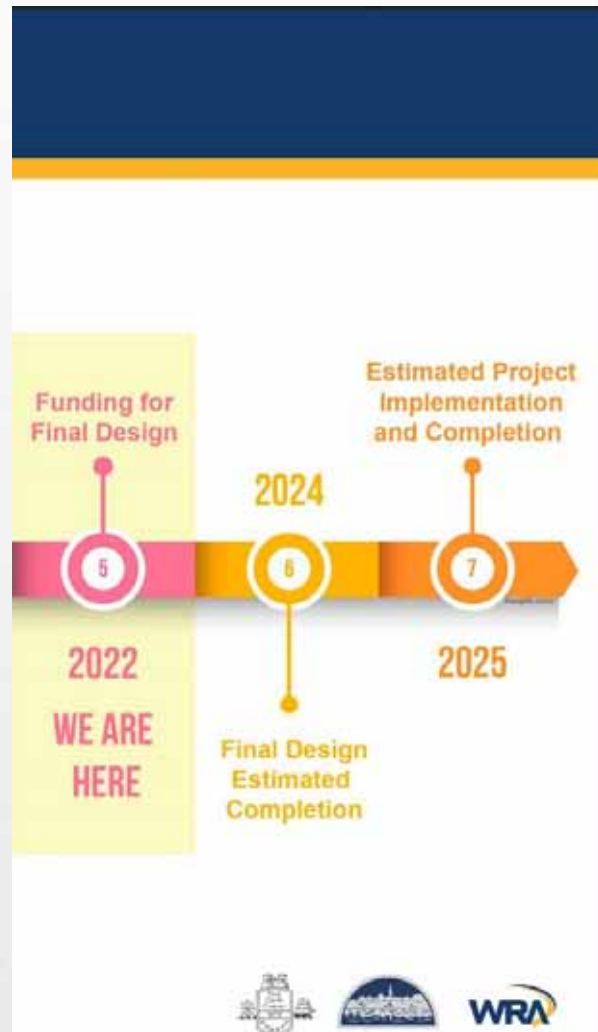 Funding for
Final Design
5
2022
WE ARE
HERE
2024
6
Final Design
Estimated
Completion
Estimated Project
Implementation
and Completion
7
2025
WRA